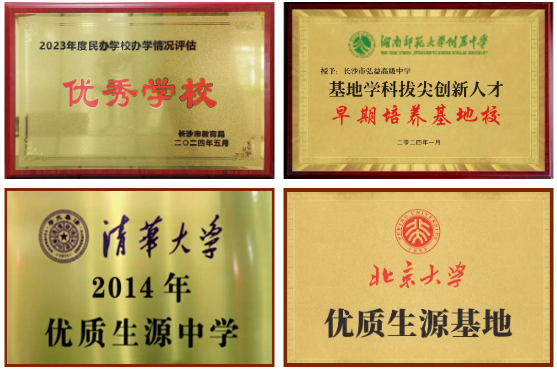 2023年度民办学校办学情况评估
优秀学校
长沙市教育局
二〇二四年五月
湖南师范大学附属中学
授予：长沙市弘益高级中学
基地学科拔尖创新人才
早期培养基地校
二〇二四年一月
清华大学
2014年
优质生源中学
PEKING UNIVERSITY
北京大学
优质生源基地